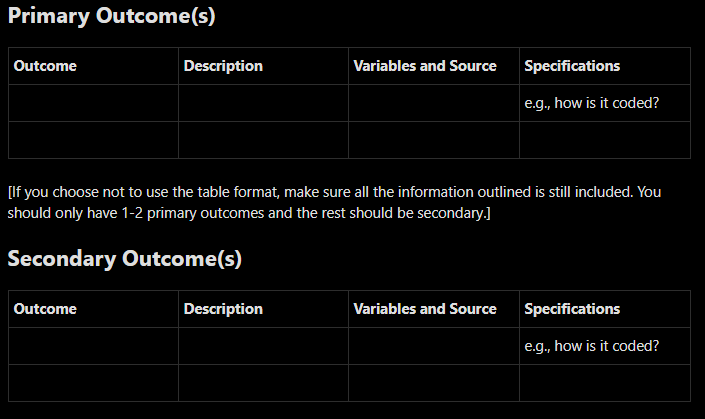 Primary Outcome(s)
Outcome Description Variables and Source Specifications
e.g., how is it coded?
[If you choose not to use the table format, make sure all the information outlined is still included. You
should only have 1-2 primary outcomes and the rest should be secondary.]
Secondary Outcome(s)
Outcome Description Variables and Source Specifications
e.g., how is it coded?